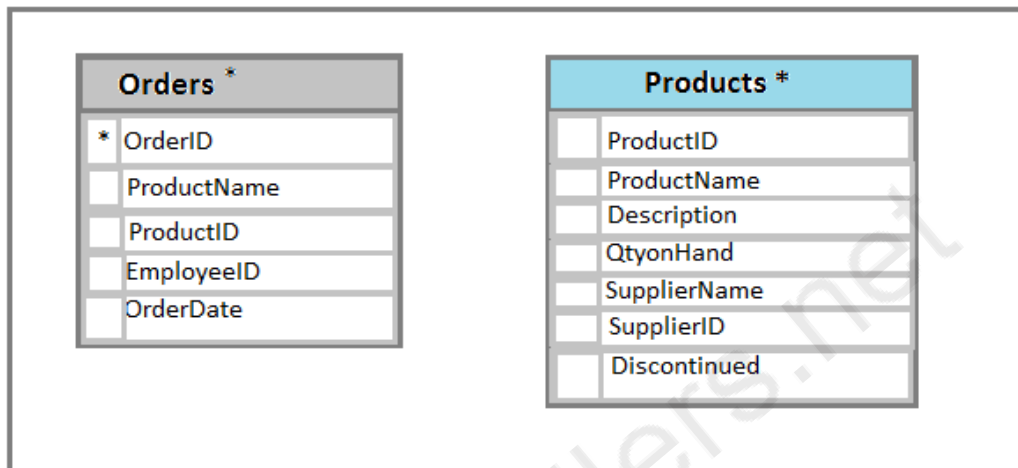 Orders *
* OrderID
ProductName
ProductID
EmployeeID
OrderDate
Products *
ProductID
ProductName
Description
QtyonHand
SupplierName
SupplierID
Discontinued